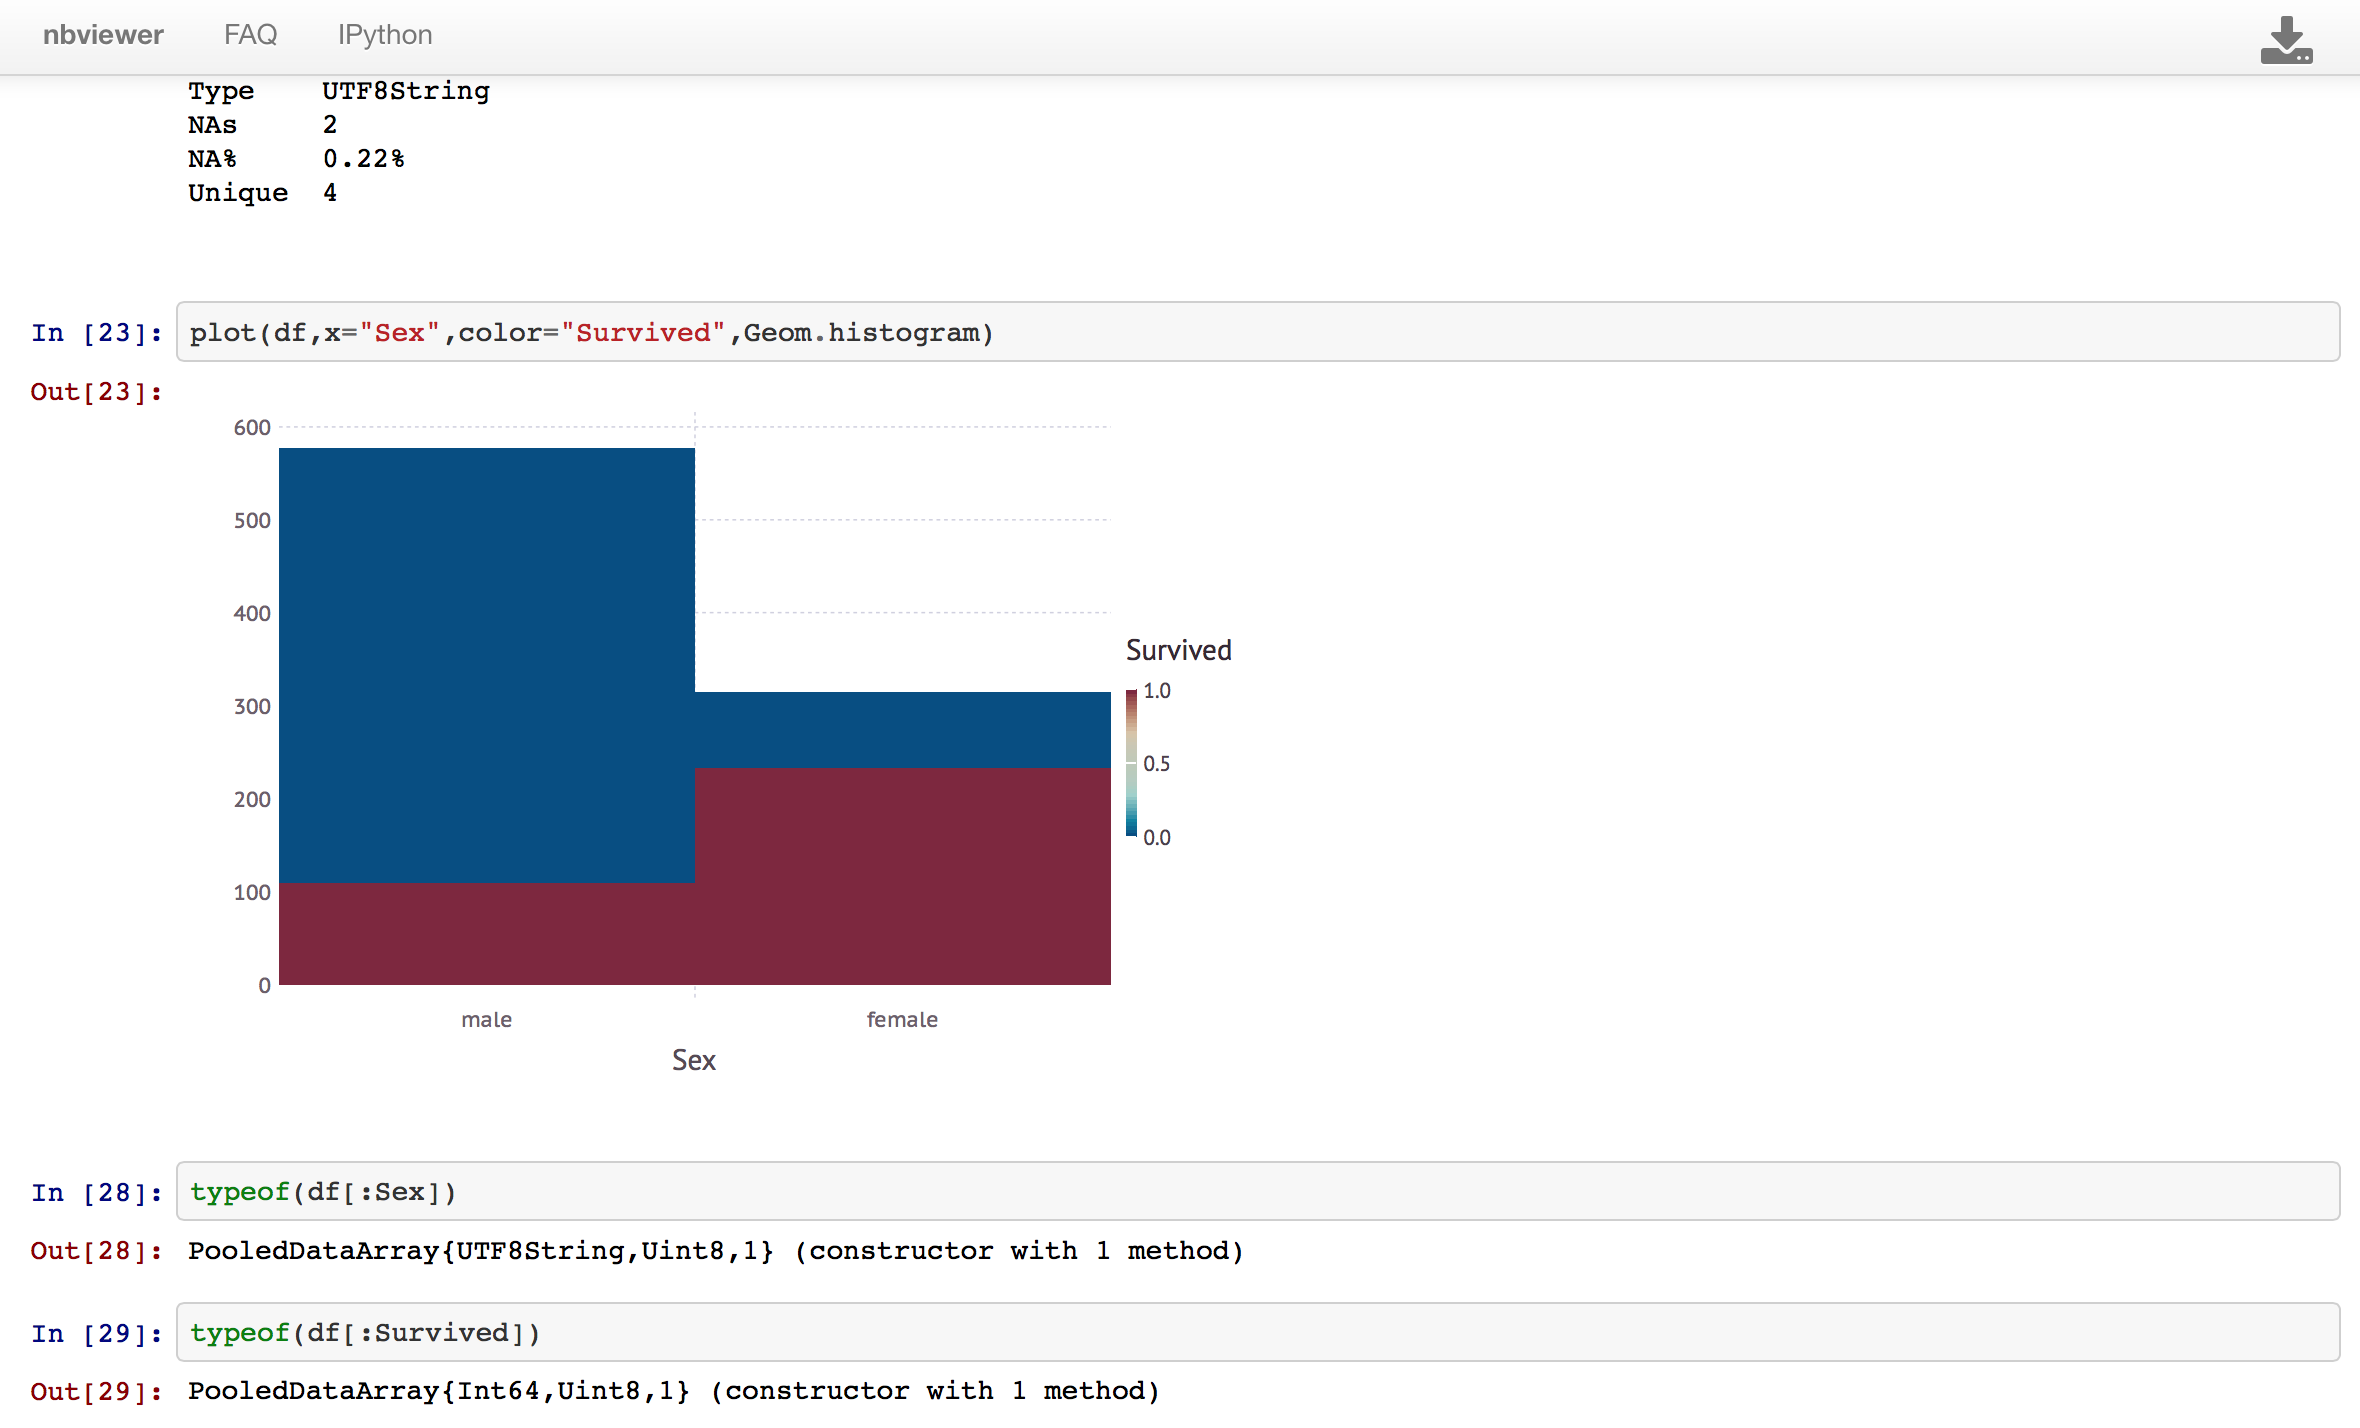 nbviewer FAQ IPython
Type UTF8String
NAs 2
NA% 0.22%
Unique 4
In [23]: plot(df,x="Sex",color="Survived",Geom.histogram)
Out[23]:
600
500
400
300
200
100
0
male female
Sex
Survived
1.0
0.5
0.0
In [28]: typeof(df[:Sex])
Out[28]: PooledDataArray{UTF8String,Uint8,1} (constructor with 1 method)
In [29]: typeof(df[:Survived])
Out[29]: PooledDataArray{Int64,Uint8,1} (constructor with 1 method)